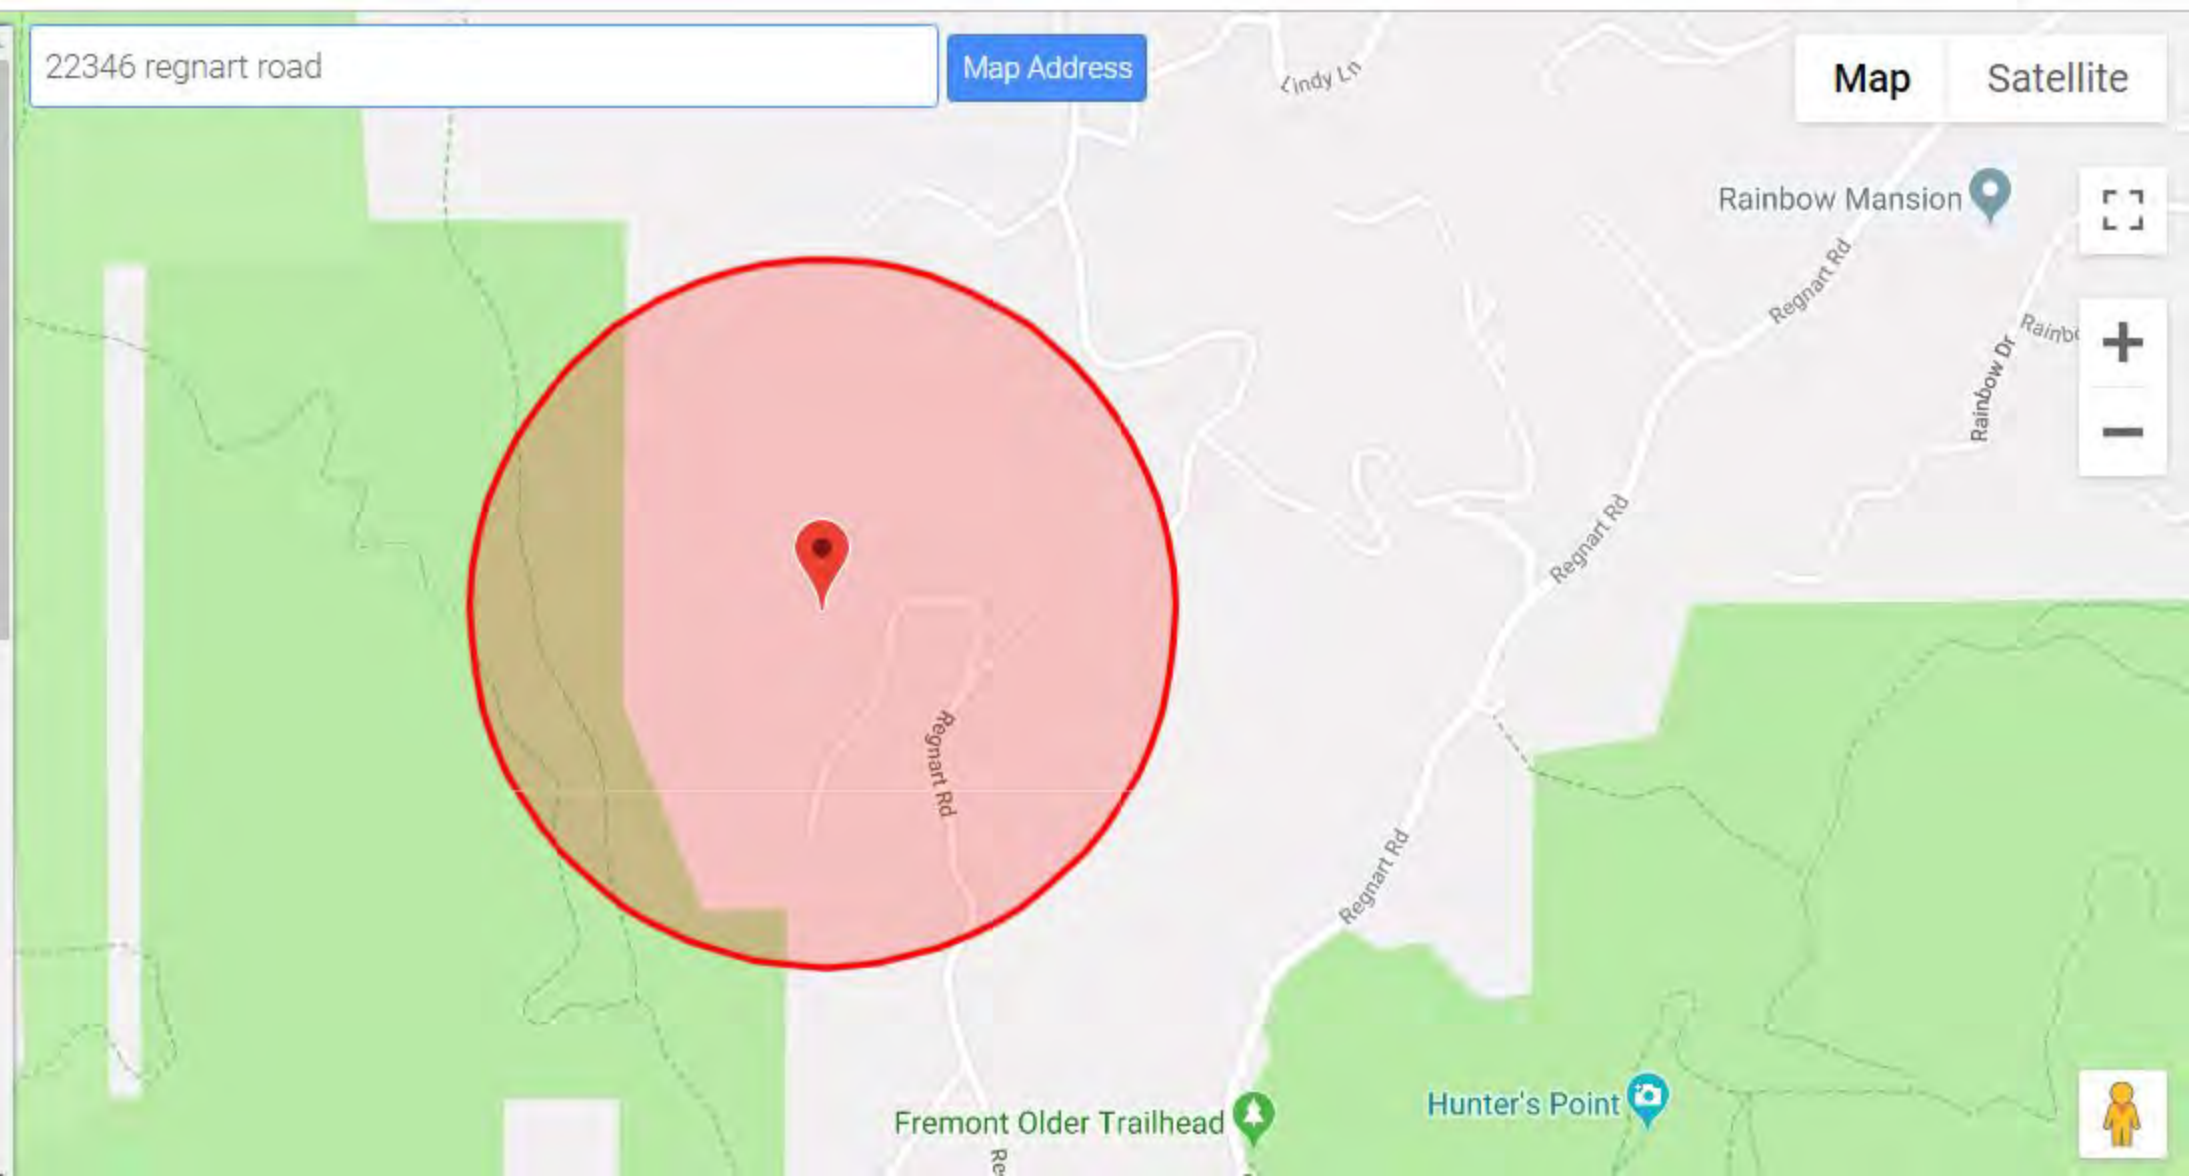 22346 regnart road
Map Address
Map
Satellite
Lindy Ln
Rainbow Mansion
Regnart Rd
Rainbow Dr
Regnart Rd
Regnart Rd
Regnart Rd
Hunter's Point
Fremont Older Trailhead